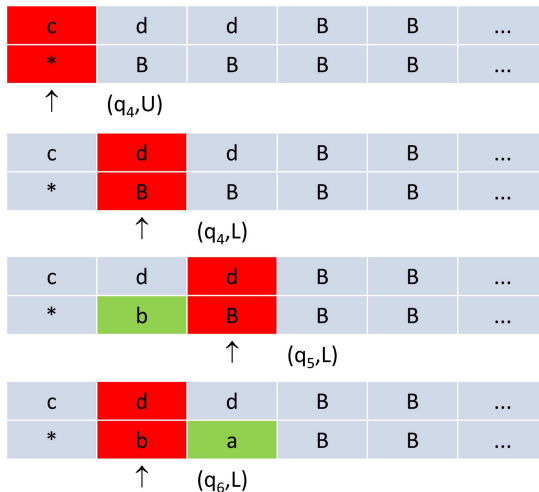 c d d B B ...
* B B B B ...
↑ (q₄,U)
c d d B B ...
* B B B B ...
↑ (q₄,L)
c d d B B ...
* b B B B ...
↑ (q₅,L)
c d d B B ...
* b a B B ...
↑ (q₆,L)